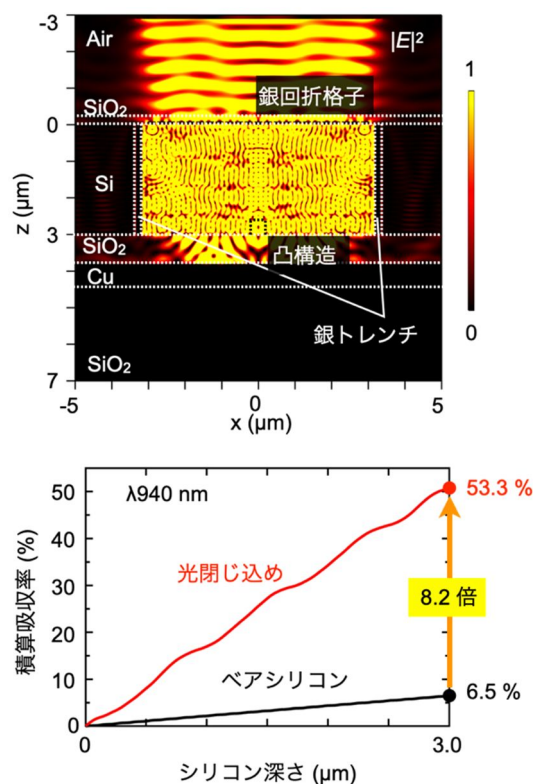 -3
Air
|E|²
1
SiO₂
銀回折格子
0
Si
z (μm)
3
SiO₂
凸構造
Cu
銀トレンチ
0
SiO₂
7
-5
0
5
x (μm)
50
λ940 nm
53.3 %
40
光閉じ込め
積算吸収率 (%)
30
8.2 倍
20
ベアシリコン
10
6.5 %
0
0
3.0
シリコン深さ (μm)